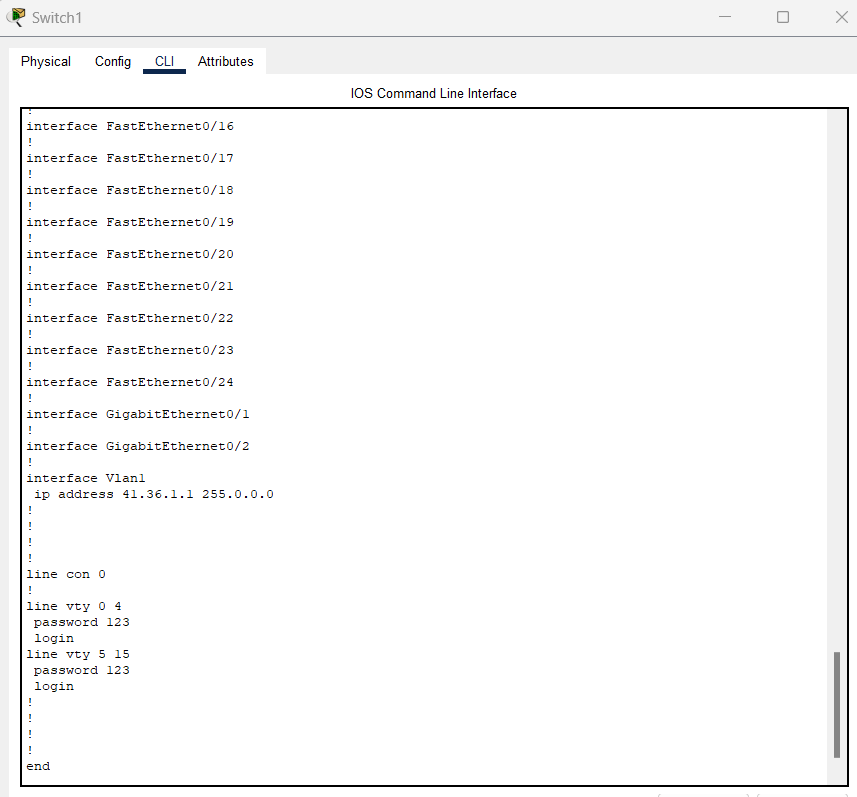 Switch1
Physical Config CLI Attributes
IOS Command Line Interface
!
interface FastEthernet0/16
!
interface FastEthernet0/17
!
interface FastEthernet0/18
!
interface FastEthernet0/19
!
interface FastEthernet0/20
!
interface FastEthernet0/21
!
interface FastEthernet0/22
!
interface FastEthernet0/23
!
interface FastEthernet0/24
!
interface GigabitEthernet0/1
!
interface GigabitEthernet0/2
!
interface Vlan1
 ip address 41.36.1.1 255.0.0.0
!
!
!
!
line con 0
!
line vty 0 4
 password 123
 login
line vty 5 15
 password 123
 login
!
!
!
!
end